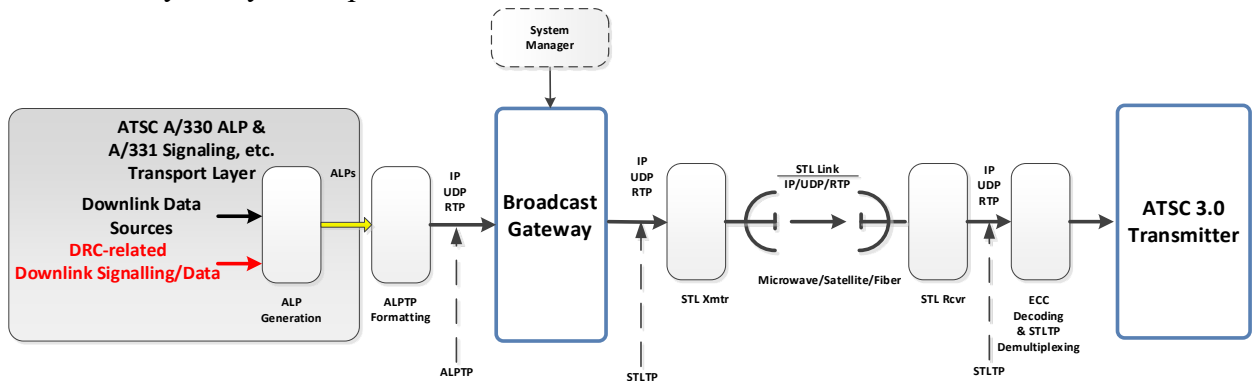 System
Manager
ATSC A/330 ALP &
A/331 Signaling, etc.
Transport Layer
ALPs
Downlink Data
Sources
DRC-related
Downlink Signalling/Data
ALP
Generation
ALPTP
Formatting
IP
UDP
RTP
ALPTP
Broadcast
Gateway
IP
UDP
RTP
STLTP
STL Xmtr
STL Link
IP/UDP/RTP
Microwave/Satellite/Fiber
STL Rcvr
IP
UDP
RTP
STLTP
ECC
Decoding
& STLTP
Demultiplexing
ATSC 3.0
Transmitter